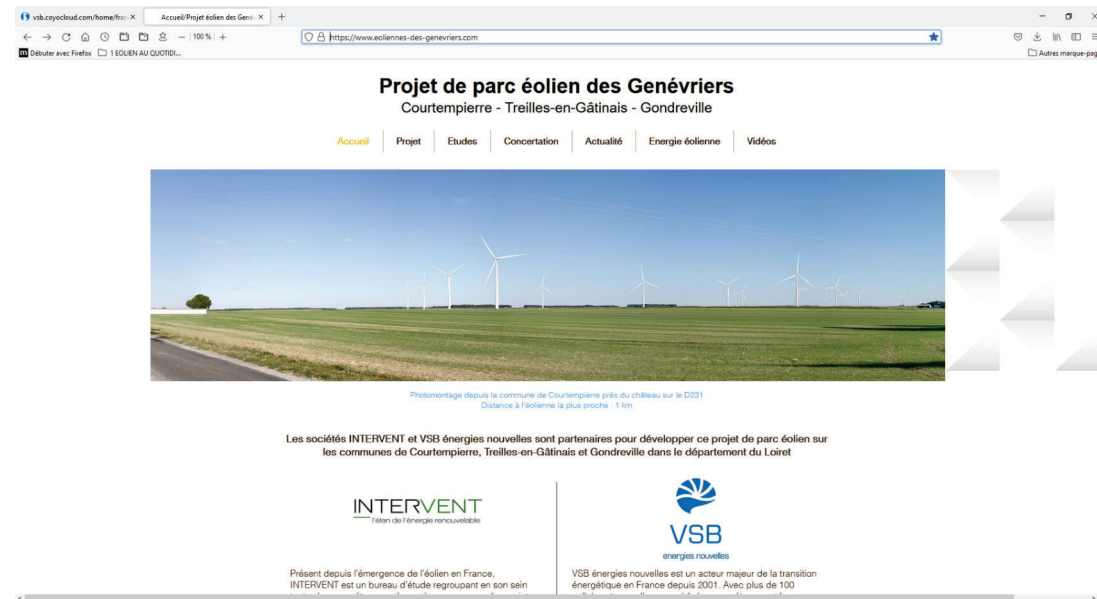 vsb.coyocloud.com/home/fran
Accueil/Projet éolien des Gené
100 %
https://www.eoliennes-des-genevriers.com
Débuter avec Firefox
1 EOLIEN AU QUOTIDI...
Autres marque-pag
Projet de parc éolien des Genévriers
Courtempierre - Treilles-en-Gâtinais - Gondreville
Accueil Projet Etudes Concertation Actualité Energie éolienne Vidéos
Photomontage depuis la commune de Courtempierre près du château sur le D231
Distance à l'éolienne la plus proche : 1 km
Les sociétés INTERVENT et VSB énergies nouvelles sont partenaires pour développer ce projet de parc éolien sur
les communes de Courtempierre, Treilles-en-Gâtinais et Gondreville dans le département du Loiret
INTERVENT
l'élan de l'énergie renouvelable
VSB
energies nouvelles
Présent depuis l'émergence de l'éolien en France,
INTERVENT est un bureau d'étude regroupant en son sein
VSB énergies nouvelles est un acteur majeur de la transition
énergétique en France depuis 2001. Avec plus de 100